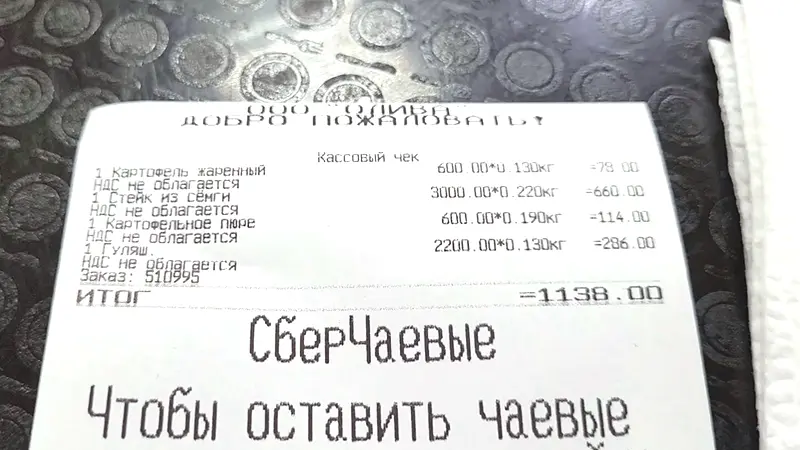 ООО "ОЛИВА"
ДОБРО ПОЖАЛОВАТЬ!
Кассовый чек
1 Картофель жаренный 600.00*0.130кг =78.00
НДС не облагается
1 Стейк из сёмги 3000.00*0.220кг =660.00
НДС не облагается
1 Картофельное пюре 600.00*0.190кг =114.00
НДС не облагается
1 Гуляш. 2200.00*0.130кг =286.00
НДС не облагается
Заказ: 510995
ИТОГ =1138.00
СберЧаевые
Чтобы оставить чаевые